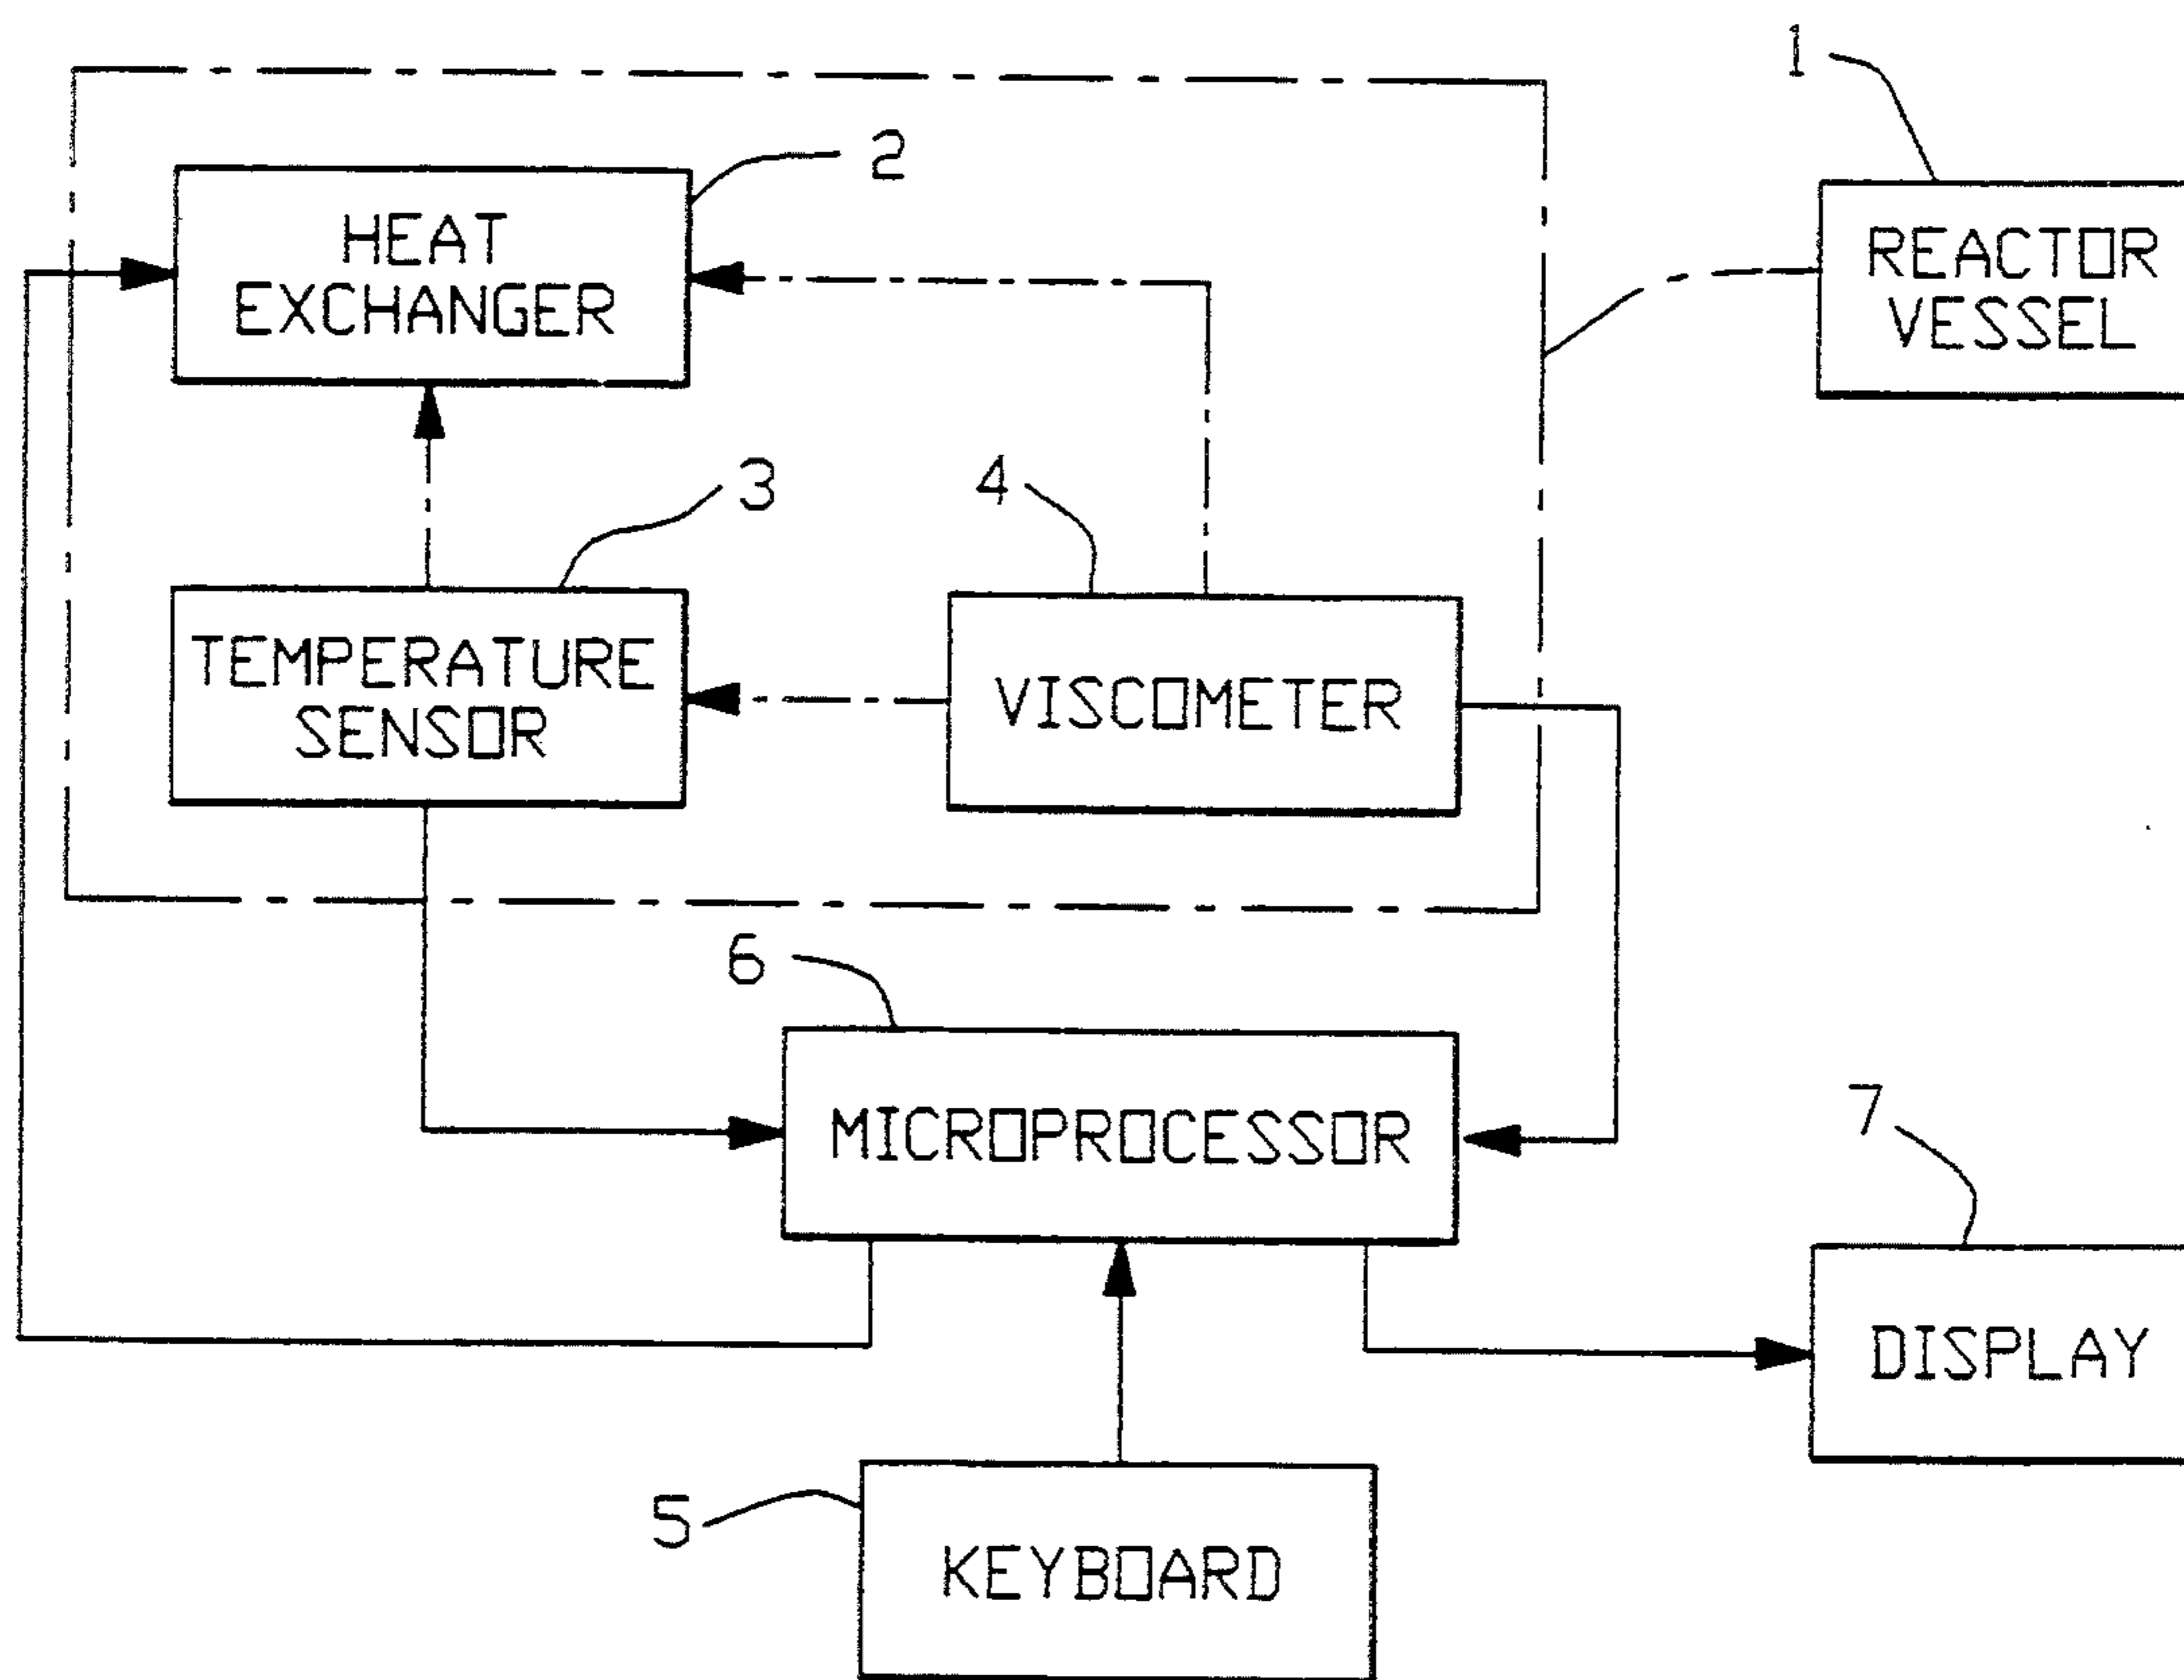 1
2
HEAT
EXCHANGER
REACTOR
VESSEL
3
4
TEMPERATURE
SENSOR
VISCOMETER
6
MICROPROCESSOR
7
DISPLAY
5
KEYBOARD